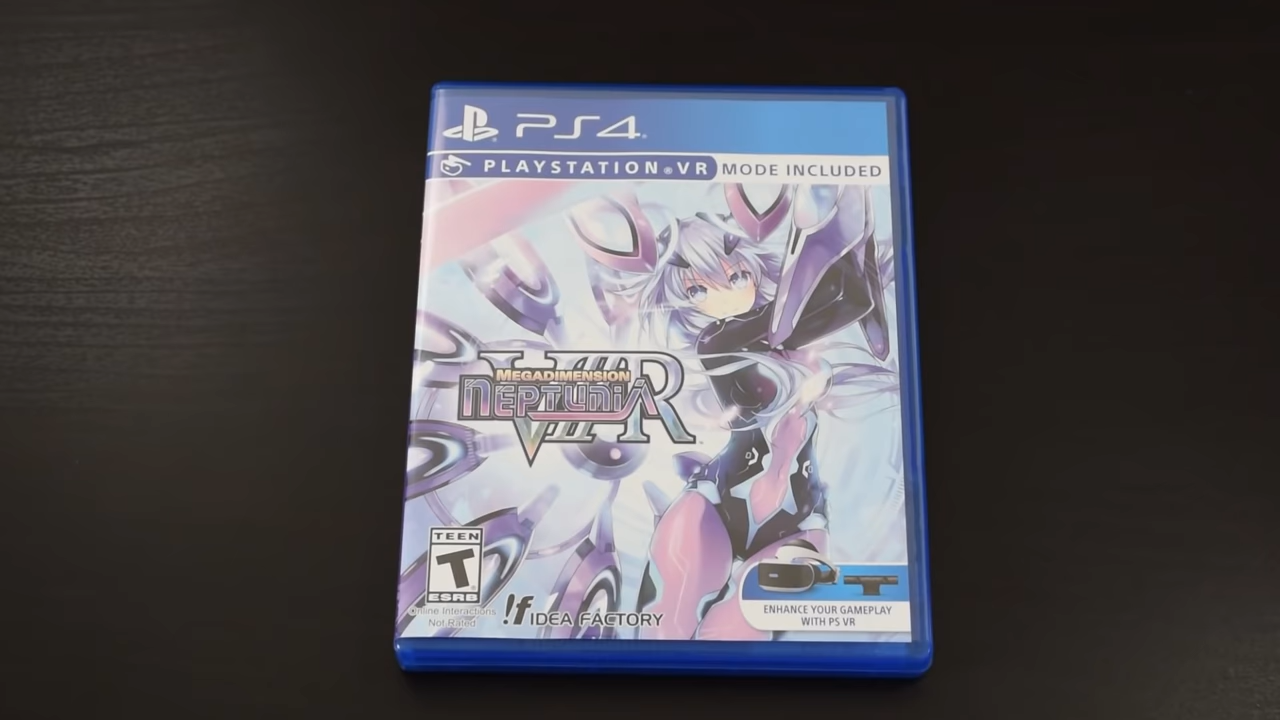 PS4
PLAYSTATION®VR MODE INCLUDED
VIIR
MEGADIMENSION
NEPTUNIA
TEEN
T
ESRB
Online Interactions
Not Rated
!f IDEA FACTORY
ENHANCE YOUR GAMEPLAY
WITH PS VR